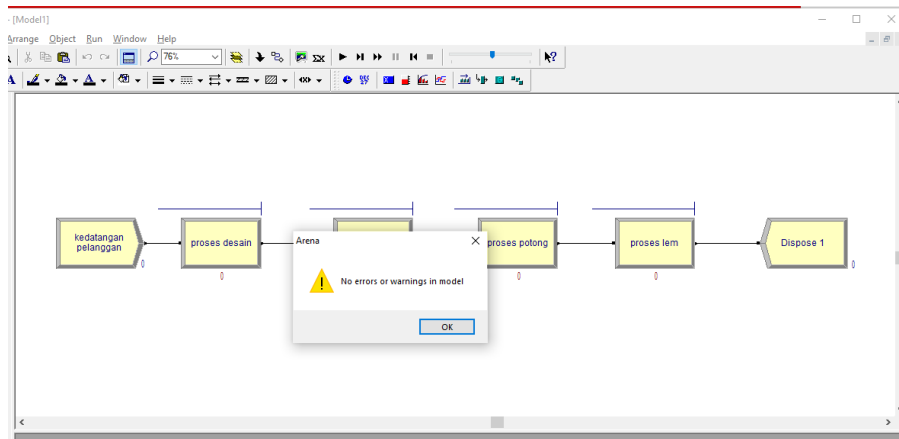 - [Model1]
Arrange Object Run Window Help
76%
kedatangan
pelanggan
0
proses desain
0
proses potong
0
proses lem
0
Dispose 1
0
Arena
No errors or warnings in model
OK